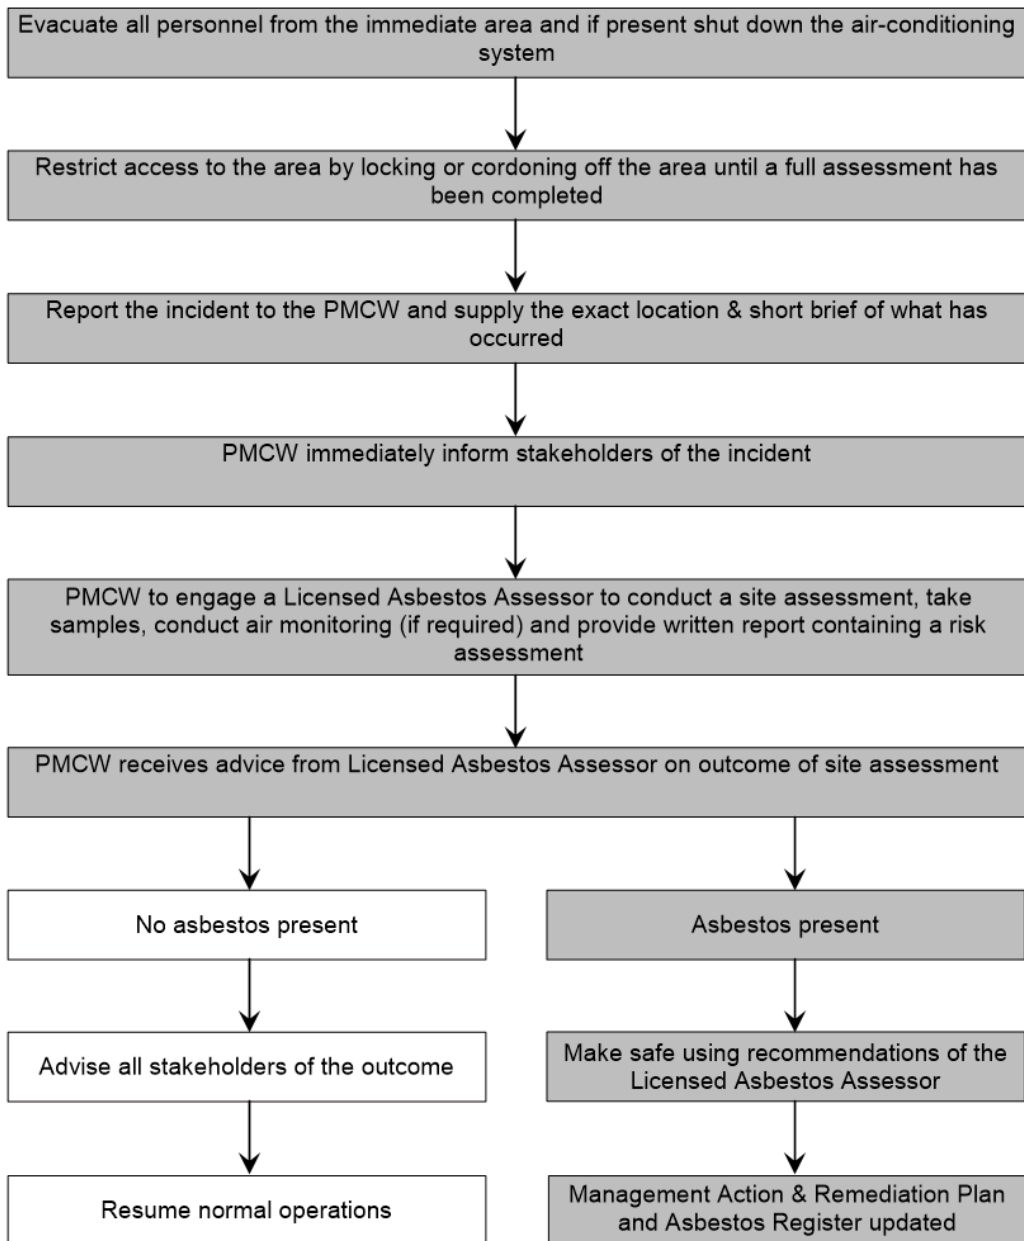 Evacuate all personnel from the immediate area and if present shut down the air-conditioning
system
Restrict access to the area by locking or cordoning off the area until a full assessment has
been completed
Report the incident to the PMCW and supply the exact location & short brief of what has
occurred
PMCW immediately inform stakeholders of the incident
PMCW to engage a Licensed Asbestos Assessor to conduct a site assessment, take
samples, conduct air monitoring (if required) and provide written report containing a risk
assessment
PMCW receives advice from Licensed Asbestos Assessor on outcome of site assessment
No asbestos present
Asbestos present
Advise all stakeholders of the outcome
Make safe using recommendations of the
Licensed Asbestos Assessor
Resume normal operations
Management Action & Remediation Plan
and Asbestos Register updated